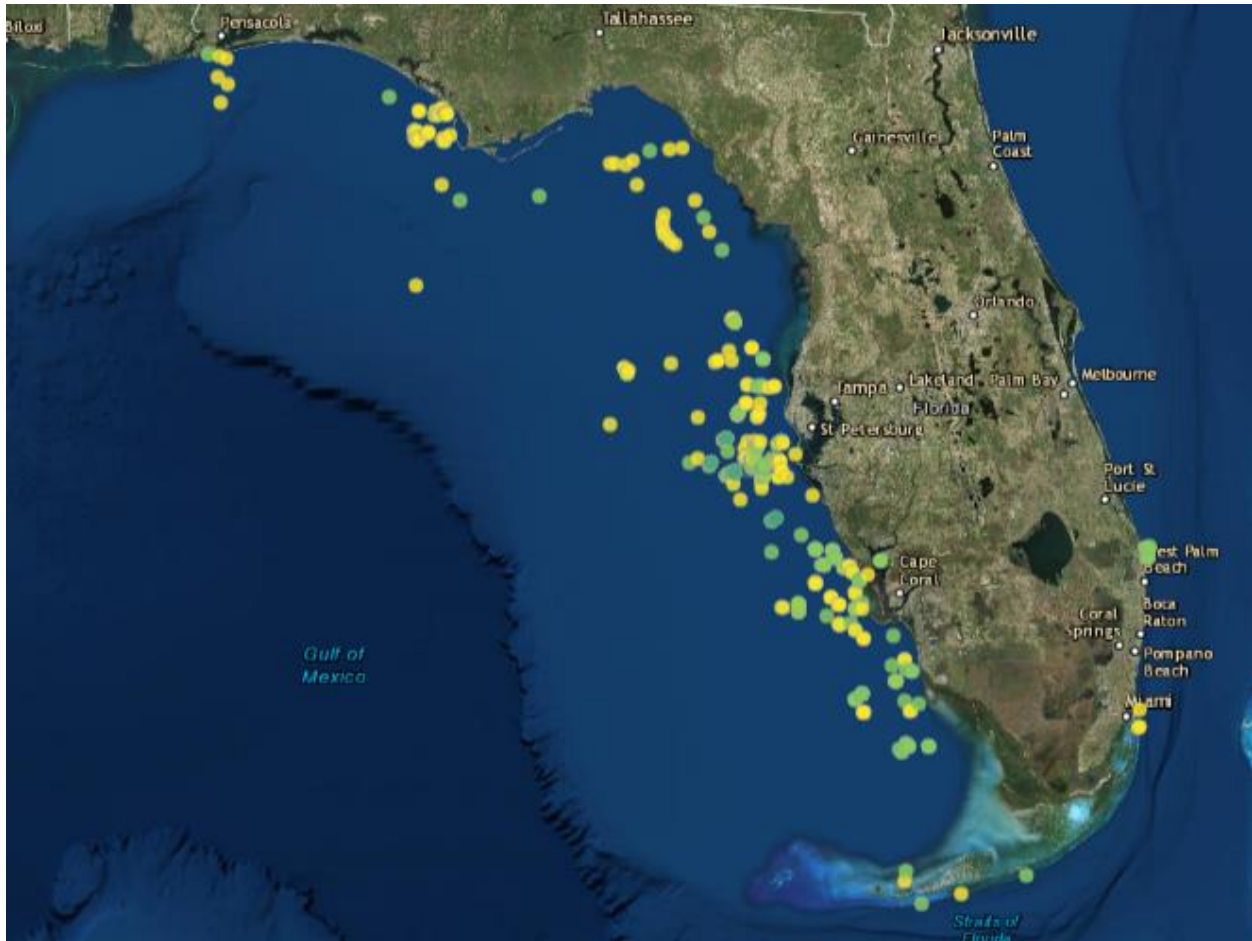 Biloxi
Pensacola
Tallahassee
Jacksonville
Gainesville
Palm
Coast
Orlando
Tampa
Lakeland
Palm Bay
Melbourne
Florida
St Petersburg
Port St
Lucie
West Palm
Beach
Cape
Coral
Boca
Raton
Coral
Springs
Pompano
Beach
Gulf of
Mexico
Miami
Straits of
Florida